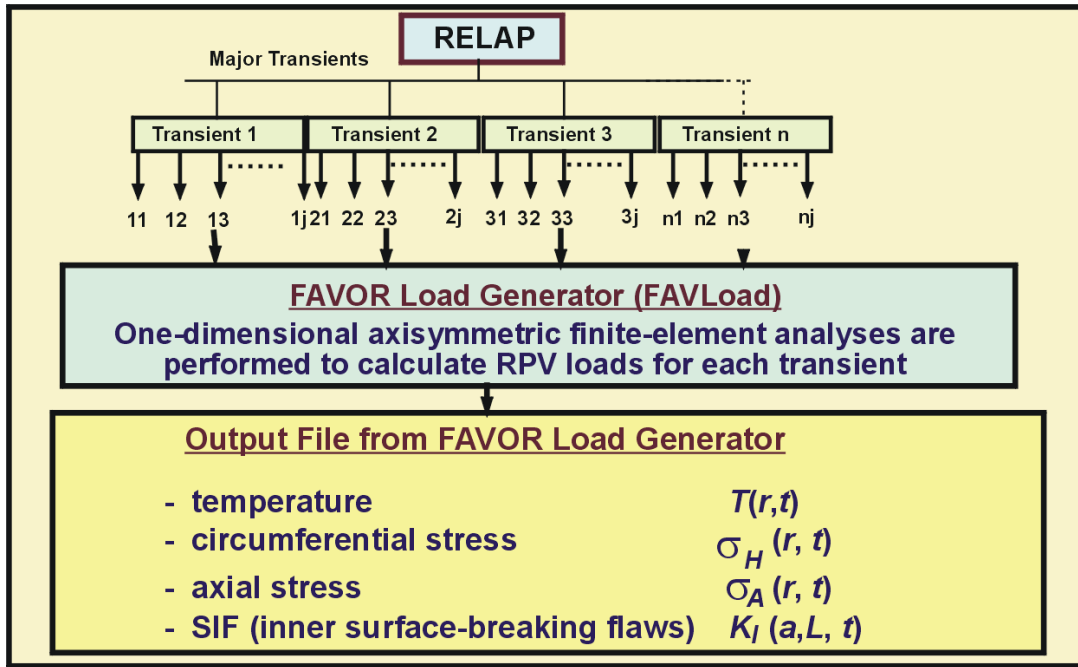 RELAP
Major Transients
Transient 1 Transient 2 Transient 3 Transient n
11 12 13 1j 21 22 23 2j 31 32 33 3j n1 n2 n3 nj
FAVOR Load Generator (FAVLoad)
One-dimensional axisymmetric finite-element analyses are
performed to calculate RPV loads for each transient
Output File from FAVOR Load Generator
- temperature T(r,t)
- circumferential stress σH (r, t)
- axial stress σA (r, t)
- SIF (inner surface-breaking flaws) KI (a,L, t)